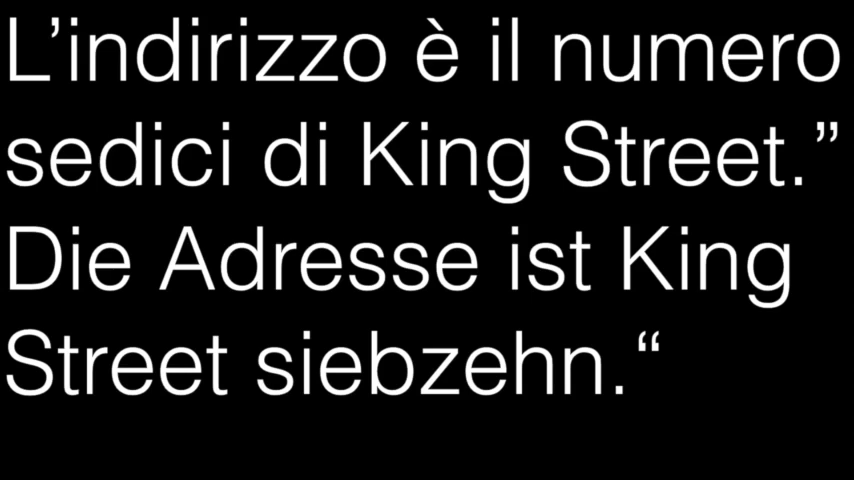 L’indirizzo è il numero
sedici di King Street.”
Die Adresse ist King
Street siebzehn.“